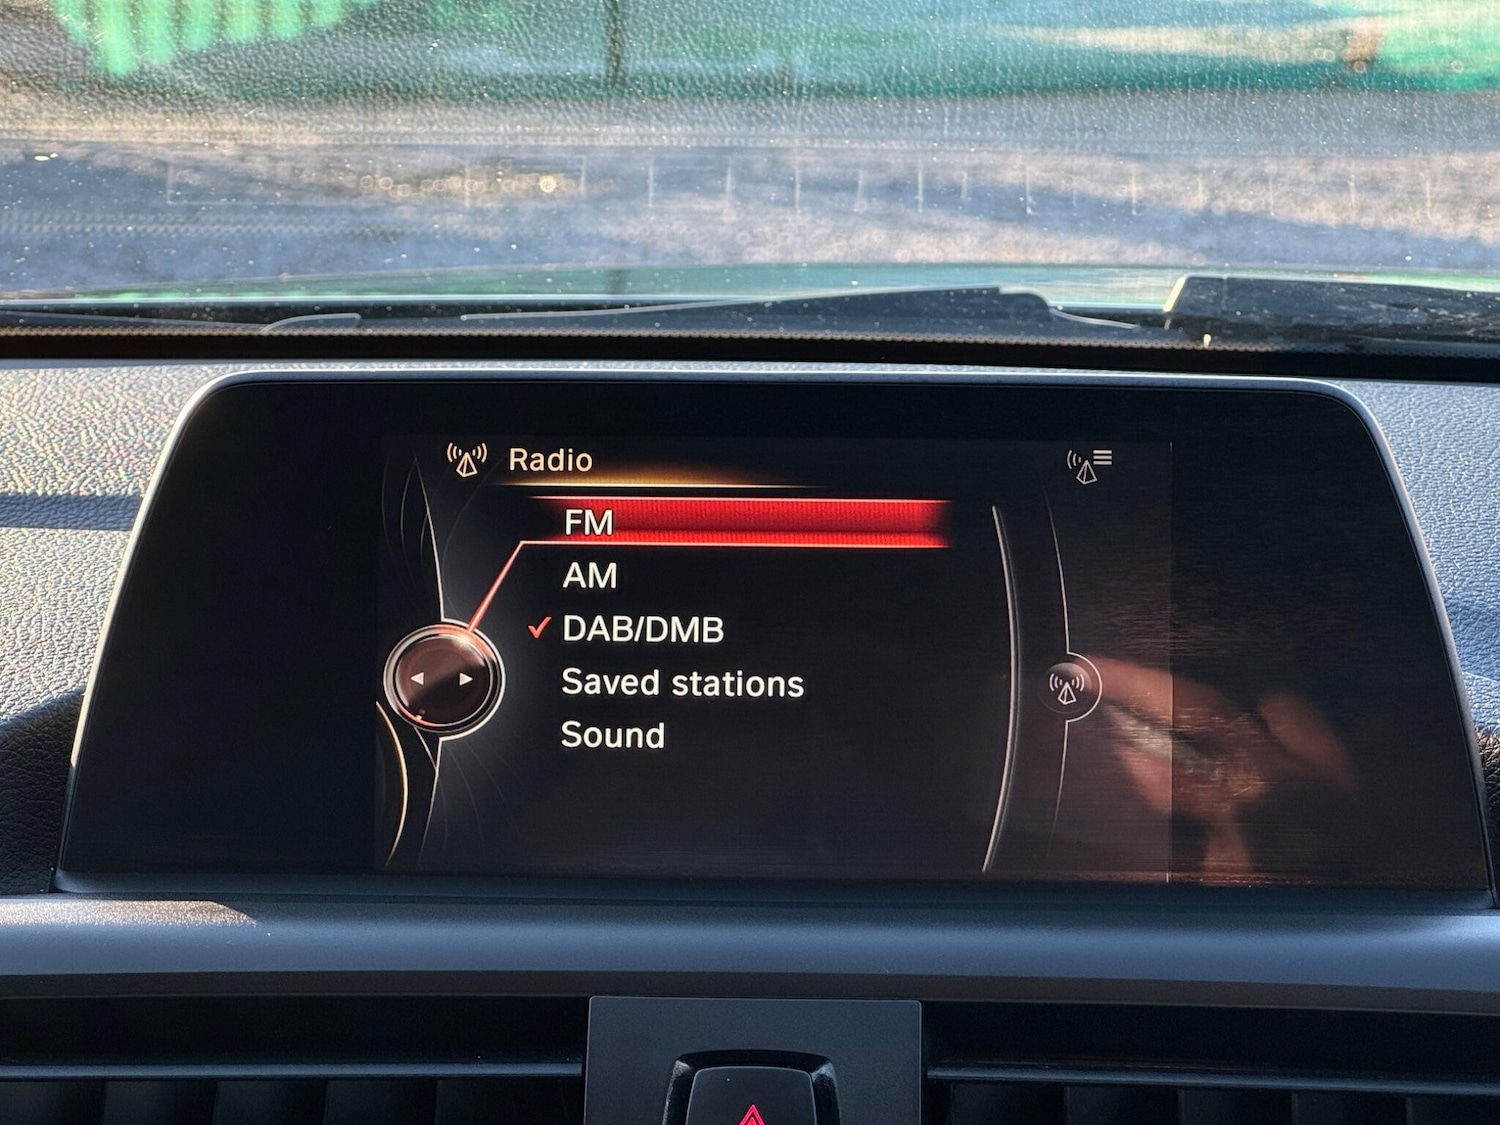 Radio
FM
AM
DAB/DMB
Saved stations
Sound